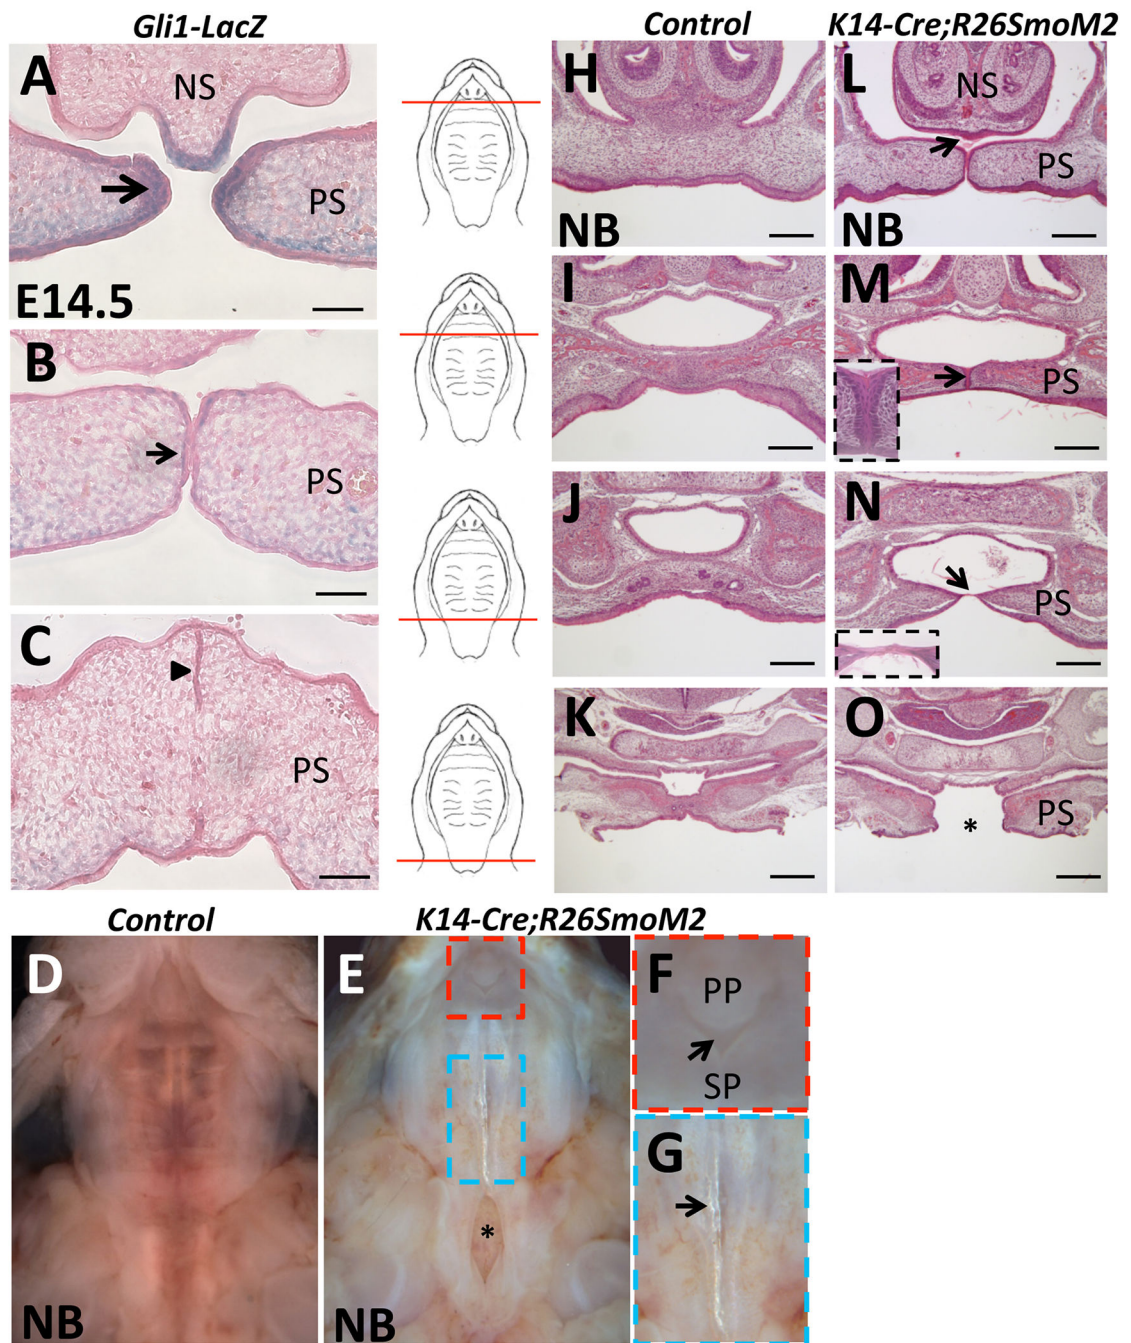 Gli1-LacZ
Control
K14-Cre;R26SmoM2
A
NS
PS
E14.5
B
PS
C
PS
H
NB
L
NS
PS
NB
I
M
PS
J
N
PS
K
O
PS
*
Control
K14-Cre;R26SmoM2
D
NB
E
*
NB
F
PP
SP
G